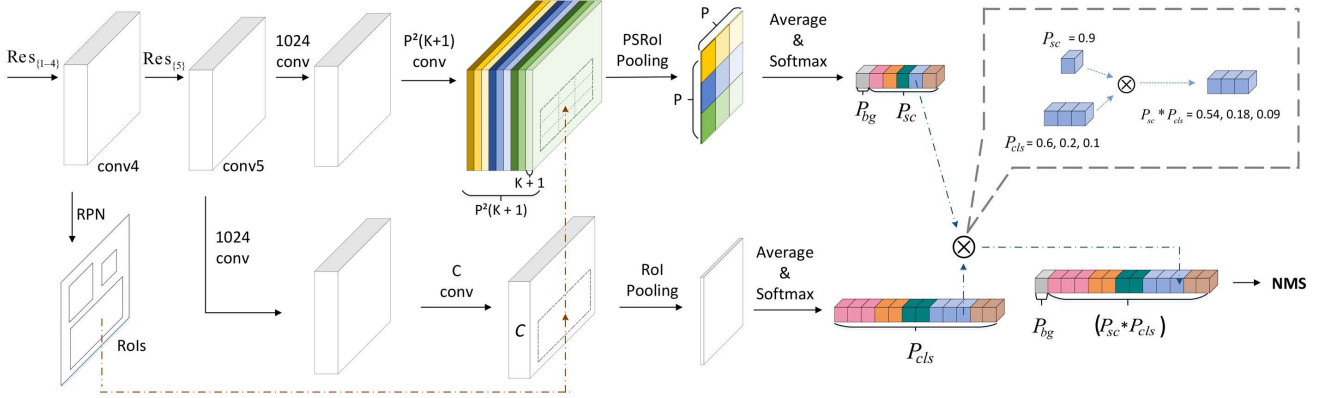 Res{1-4}
conv4
Res{5}
conv5
1024
conv
P²(K+1)
conv
K + 1
P²(K + 1)
PSRoI
Pooling
P
P
Average
&
Softmax
Pbg
Psc
Psc = 0.9
Pcls = 0.6, 0.2, 0.1
Psc * Pcls = 0.54, 0.18, 0.09
RPN
RoIs
1024
conv
C
conv
C
RoI
Pooling
Average
&
Softmax
Pcls
Pbg
(Psc*Pcls)
NMS